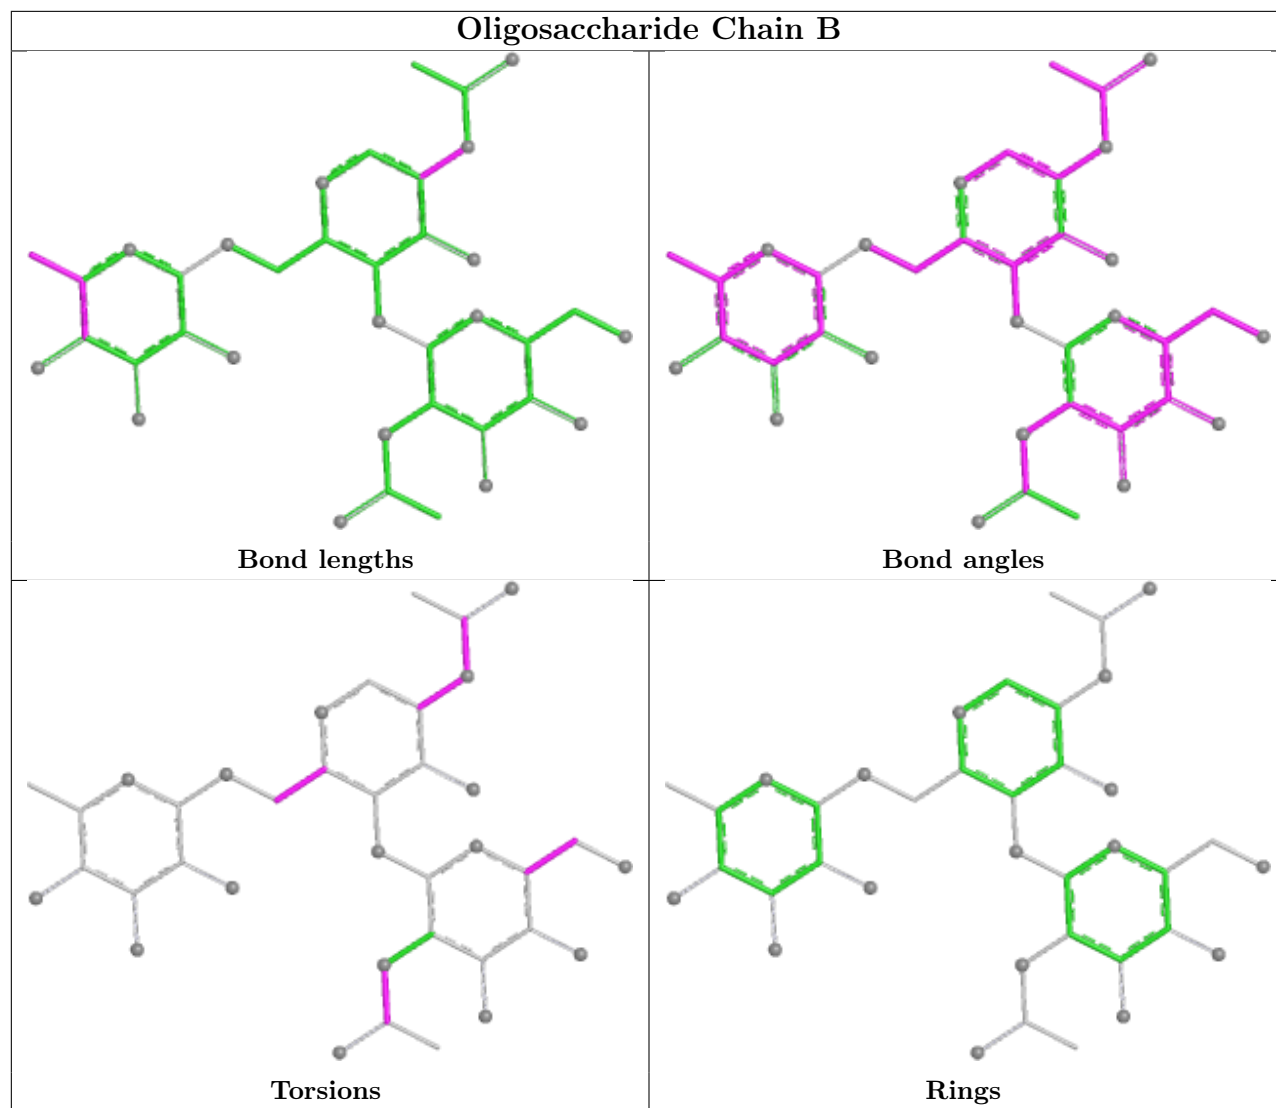 Oligosaccharide Chain B
Bond lengths
Bond angles
Torsions
Rings